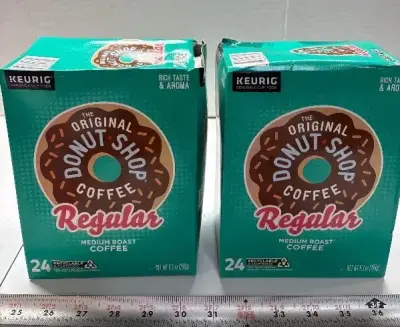 KEURIG
RICH TASTE
& AROMA
THE
ORIGINAL
DONUT SHOP
COFFEE
Regular
MEDIUM ROAST
COFFEE
24
KEURIG
RICH TA
& AR
THE
ORIGINAL
DONUT SHOP
COFFEE
Regular
MEDIUM ROAST
COFFEE
24
25 26 27 28 29 30 31 32 33 34 35 36